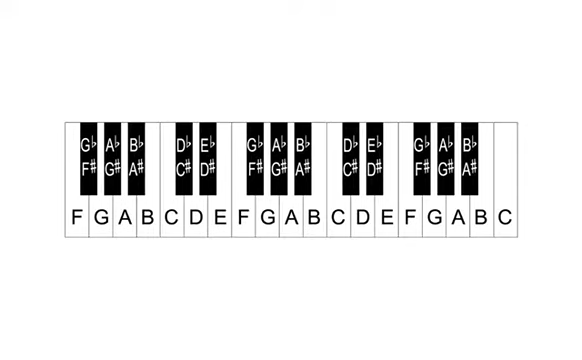 G♭ A♭ B♭ D♭ E♭ G♭ A♭ B♭ D♭ E♭ G♭ A♭ B♭
F# G# A# C# D# F# G# A# C# D# F# G# A#
F G A B C D E F G A B C D E F G A B C